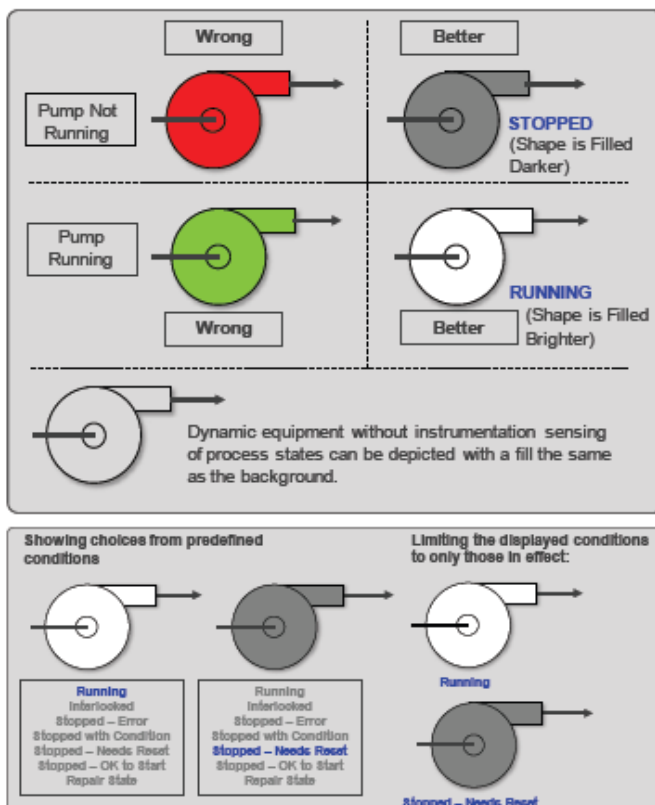 Wrong
Better
Pump Not
Running
STOPPED
(Shape is Filled
Darker)
Pump
Running
Wrong
RUNNING
Better
(Shape is Filled
Brighter)
Dynamic equipment without instrumentation sensing
of process states can be depicted with a fill the same
as the background.
Showing choices from predefined
conditions
Limiting the displayed conditions
to only those in effect:
Running
Interlocked
Stopped – Error
Stopped with Condition
Stopped – Needs Reset
Stopped – OK to Start
Repair State
Running
Interlocked
Stopped – Error
Stopped with Condition
Stopped – Needs Reset
Stopped – OK to Start
Repair State
Running
Stopped – Needs Reset